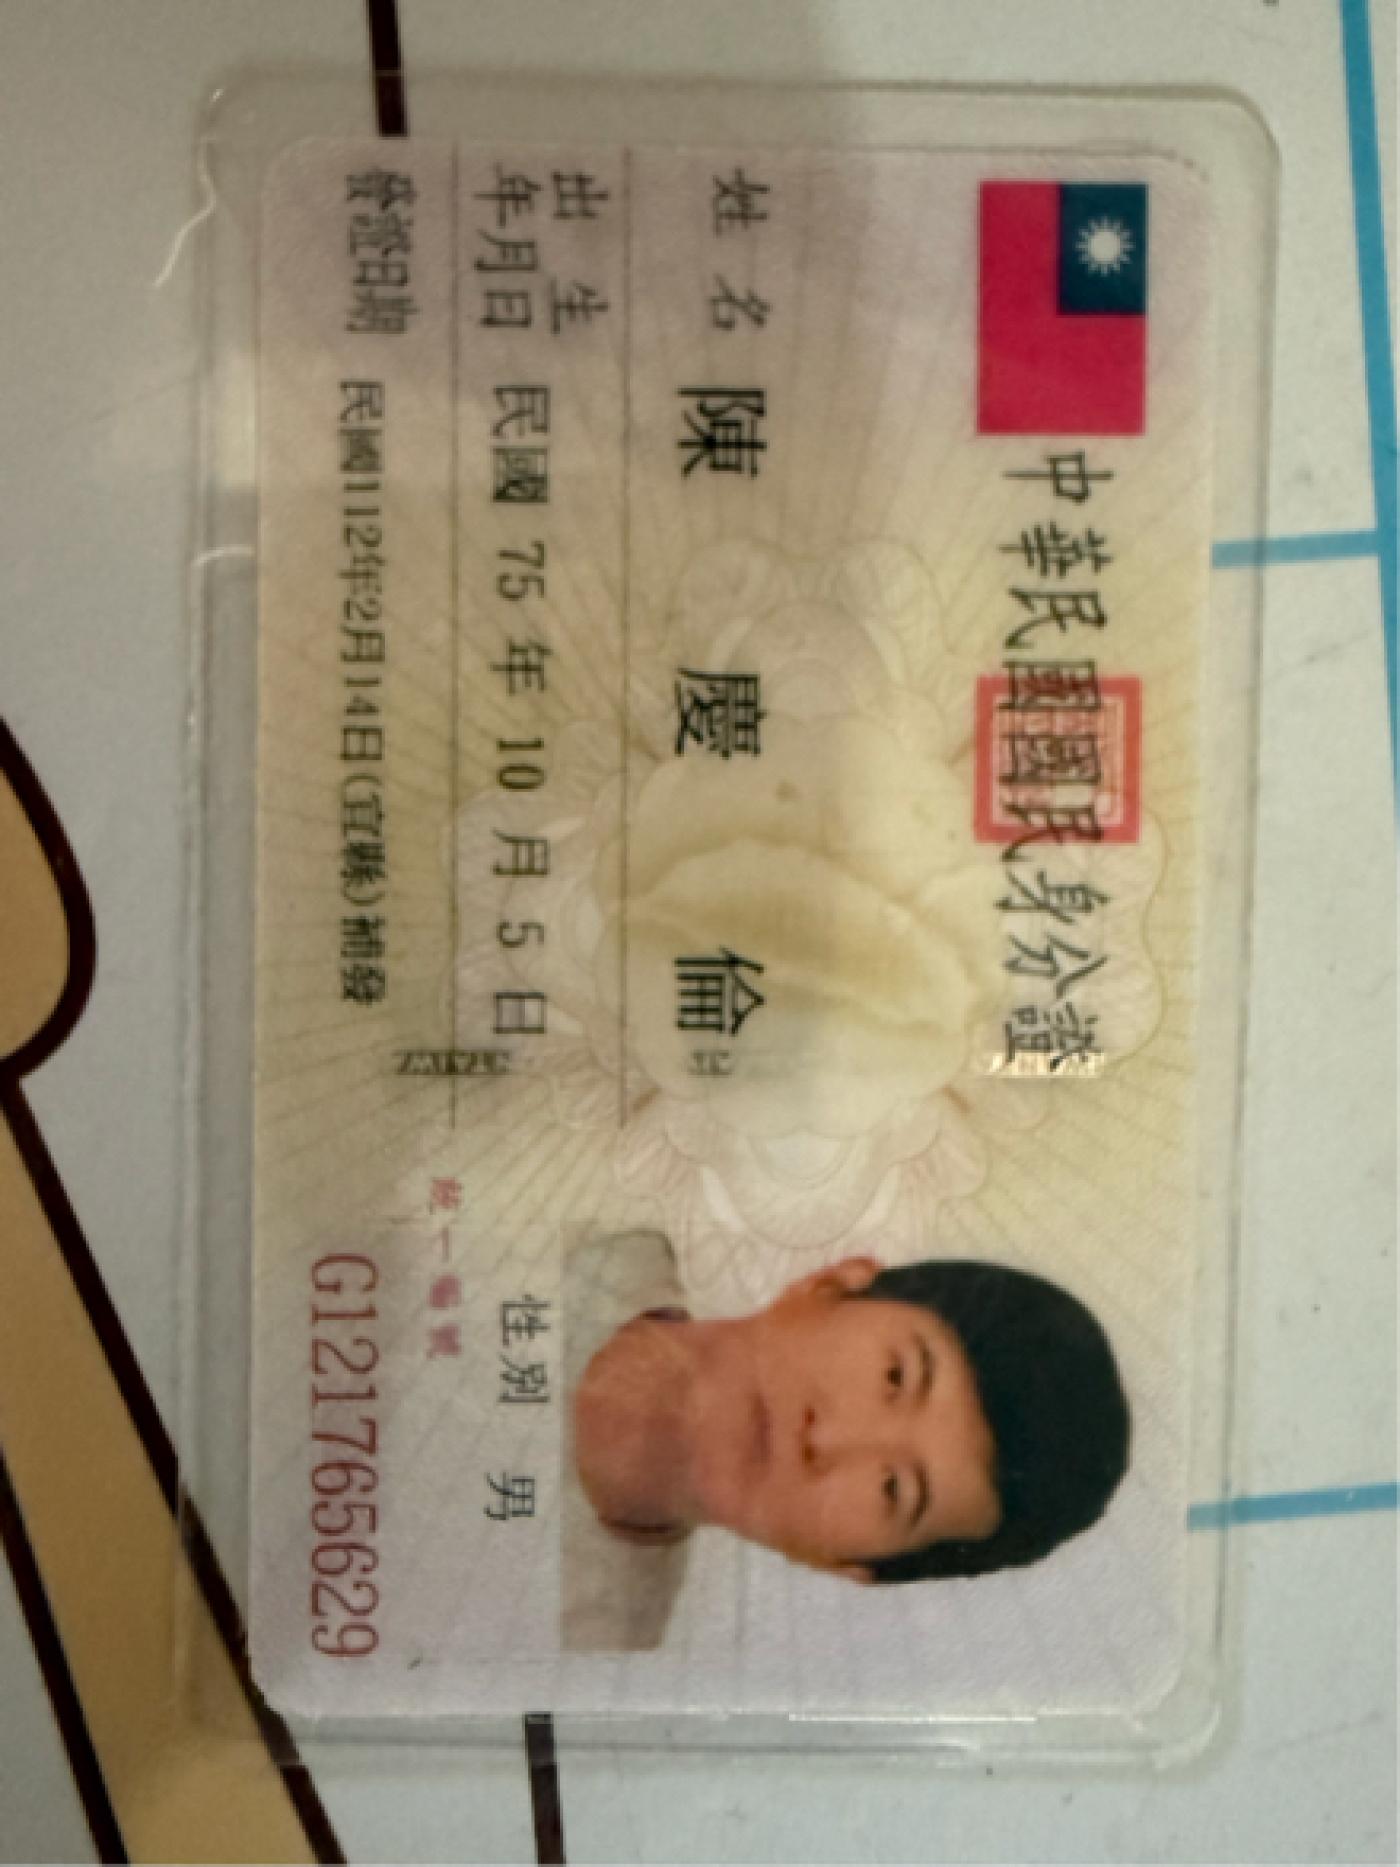 中華民國國民身分證
姓名 陳慶倫
出生
年月日 民國 75 年 10 月 5 日
性別 男
發證日期 民國112年2月14日(宜縣)補發
統一編號
G121765629
TAIWAN